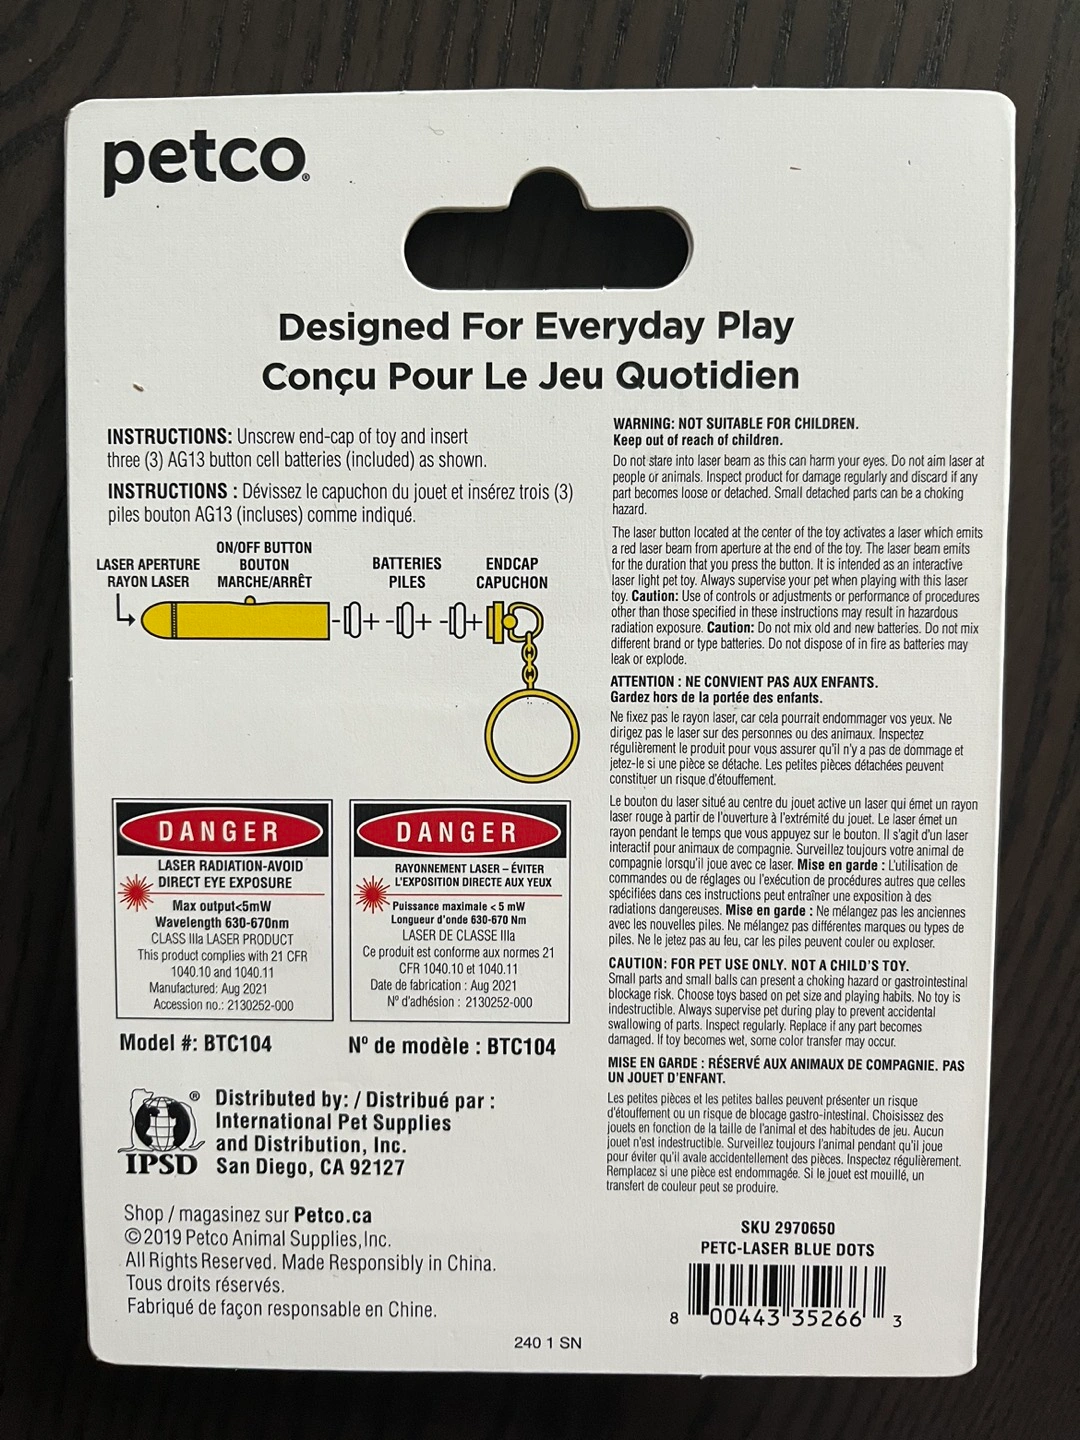 petco®
Designed For Everyday Play
Conçu Pour Le Jeu Quotidien
INSTRUCTIONS: Unscrew end-cap of toy and insert
three (3) AG13 button cell batteries (included) as shown.
INSTRUCTIONS : Dévissez le capuchon du jouet et insérez trois (3)
piles bouton AG13 (incluses) comme indiqué.
LASER APERTURE
RAYON LASER
ON/OFF BUTTON
BOUTON
MARCHE/ARRÊT
BATTERIES
PILES
ENDCAP
CAPUCHON
DANGER
LASER RADIATION-AVOID
DIRECT EYE EXPOSURE
Max output<5mW
Wavelength 630-670nm
CLASS IIIa LASER PRODUCT
This product complies with 21 CFR
1040.10 and 1040.11
Manufactured: Aug 2021
Accession no.: 2130252-000
Model #: BTC104
DANGER
RAYONNEMENT LASER – ÉVITER
L'EXPOSITION DIRECTE AUX YEUX
Puissance maximale < 5 mW
Longueur d'onde 630-670 Nm
LASER DE CLASSE IIIa
Ce produit est conforme aux normes 21
CFR 1040.10 et 1040.11
Date de fabrication : Aug 2021
Nº d'adhésion : 2130252-000
Nº de modèle : BTC104
IPSD®
Distributed by: / Distribué par :
International Pet Supplies
and Distribution, Inc.
San Diego, CA 92127
Shop / magasinez sur Petco.ca
©2019 Petco Animal Supplies, Inc.
All Rights Reserved. Made Responsibly in China.
Tous droits réservés.
Fabriqué de façon responsable en Chine.
WARNING: NOT SUITABLE FOR CHILDREN.
Keep out of reach of children.
Do not stare into laser beam as this can harm your eyes. Do not aim laser at
people or animals. Inspect product for damage regularly and discard if any
part becomes loose or detached. Small detached parts can be a choking
hazard.
The laser button located at the center of the toy activates a laser which emits
a red laser beam from aperture at the end of the toy. The laser beam emits
for the duration that you press the button. It is intended as an interactive
laser light pet toy. Always supervise your pet when playing with this laser
toy. Caution: Use of controls or adjustments or performance of procedures
other than those specified in these instructions may result in hazardous
radiation exposure. Caution: Do not mix old and new batteries. Do not mix
different brand or type batteries. Do not dispose of in fire as batteries may
leak or explode.
ATTENTION : NE CONVIENT PAS AUX ENFANTS.
Gardez hors de la portée des enfants.
Ne fixez pas le rayon laser, car cela pourrait endommager vos yeux. Ne
dirigez pas le laser sur des personnes ou des animaux. Inspectez
régulièrement le produit pour vous assurer qu'il n'y a pas de dommage et
jetez-le si une pièce se détache. Les petites pièces détachées peuvent
constituer un risque d'étouffement.
Le bouton du laser situé au centre du jouet active un laser qui émet un rayon
laser rouge à partir de l'ouverture à l'extrémité du jouet. Le laser émet un
rayon pendant le temps que vous appuyez sur le bouton. Il s'agit d'un laser
interactif pour animaux de compagnie. Surveillez toujours votre animal de
compagnie lorsqu'il joue avec ce laser. Mise en garde : L'utilisation de
commandes ou de réglages ou l'exécution de procédures autres que celles
spécifiées dans ces instructions peut entraîner une exposition à des
radiations dangereuses. Mise en garde : Ne mélangez pas les anciennes
avec les nouvelles piles. Ne mélangez pas différentes marques ou types de
piles. Ne le jetez pas au feu, car les piles peuvent couler ou exploser.
CAUTION: FOR PET USE ONLY. NOT A CHILD'S TOY.
Small parts and small balls can present a choking hazard or gastrointestinal
blockage risk. Choose toys based on pet size and playing habits. No toy is
indestructible. Always supervise pet during play to prevent accidental
swallowing of parts. Inspect regularly. Replace if any part becomes
damaged. If toy becomes wet, some color transfer may occur.
MISE EN GARDE : RÉSERVÉ AUX ANIMAUX DE COMPAGNIE. PAS
UN JOUET D'ENFANT.
Les petites pièces et les petites balles peuvent présenter un risque
d'étouffement ou un risque de blocage gastro-intestinal. Choisissez des
jouets en fonction de la taille de l'animal et des habitudes de jeu. Aucun
jouet n'est indestructible. Surveillez toujours l'animal pendant qu'il joue
pour éviter qu'il avale accidentellement des pièces. Inspectez régulièrement.
Remplacez si une pièce est endommagée. Si le jouet est mouillé, un
transfert de couleur peut se produire.
SKU 2970650
PETC-LASER BLUE DOTS
8 00443 35266 3
240 1 SN